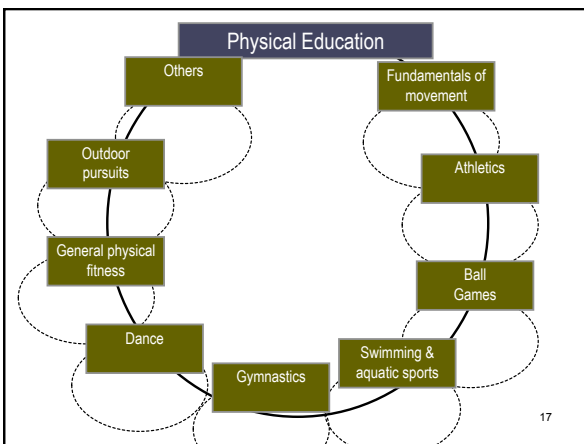 Physical Education
Others
Fundamentals of
movement
Outdoor
pursuits
Athletics
General physical
fitness
Ball
Games
Dance
Swimming &
aquatic sports
Gymnastics
17